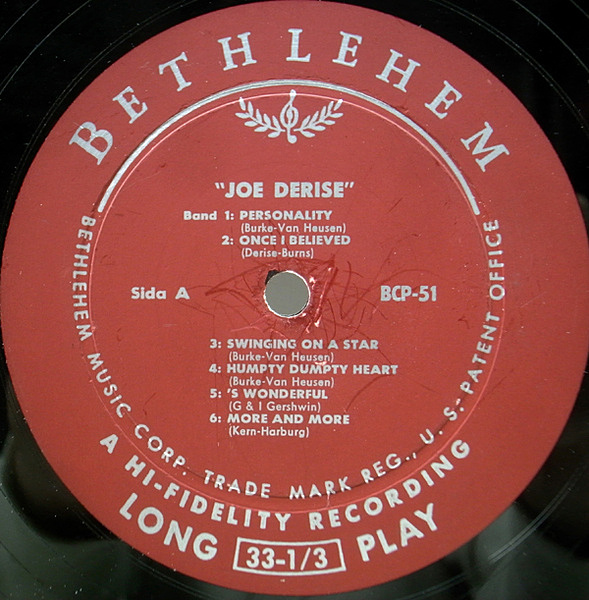 BETHLEHEM
"JOE DERISE"
Band 1: PERSONALITY
(Burke-Van Heusen)
2: ONCE I BELIEVED
(Derise-Burns)
Sida A
BCP-51
3: SWINGING ON A STAR
(Burke-Van Heusen)
4: HUMPTY DUMPTY HEART
(Burke-Van Heusen)
5: 'S WONDERFUL
(G & I Gershwin)
6: MORE AND MORE
(Kern-Harburg)
BETHLEHEM MUSIC CORP. TRADE MARK REG., U. S. PATENT OFFICE
A HI-FIDELITY RECORDING
LONG 33-1/3 PLAY